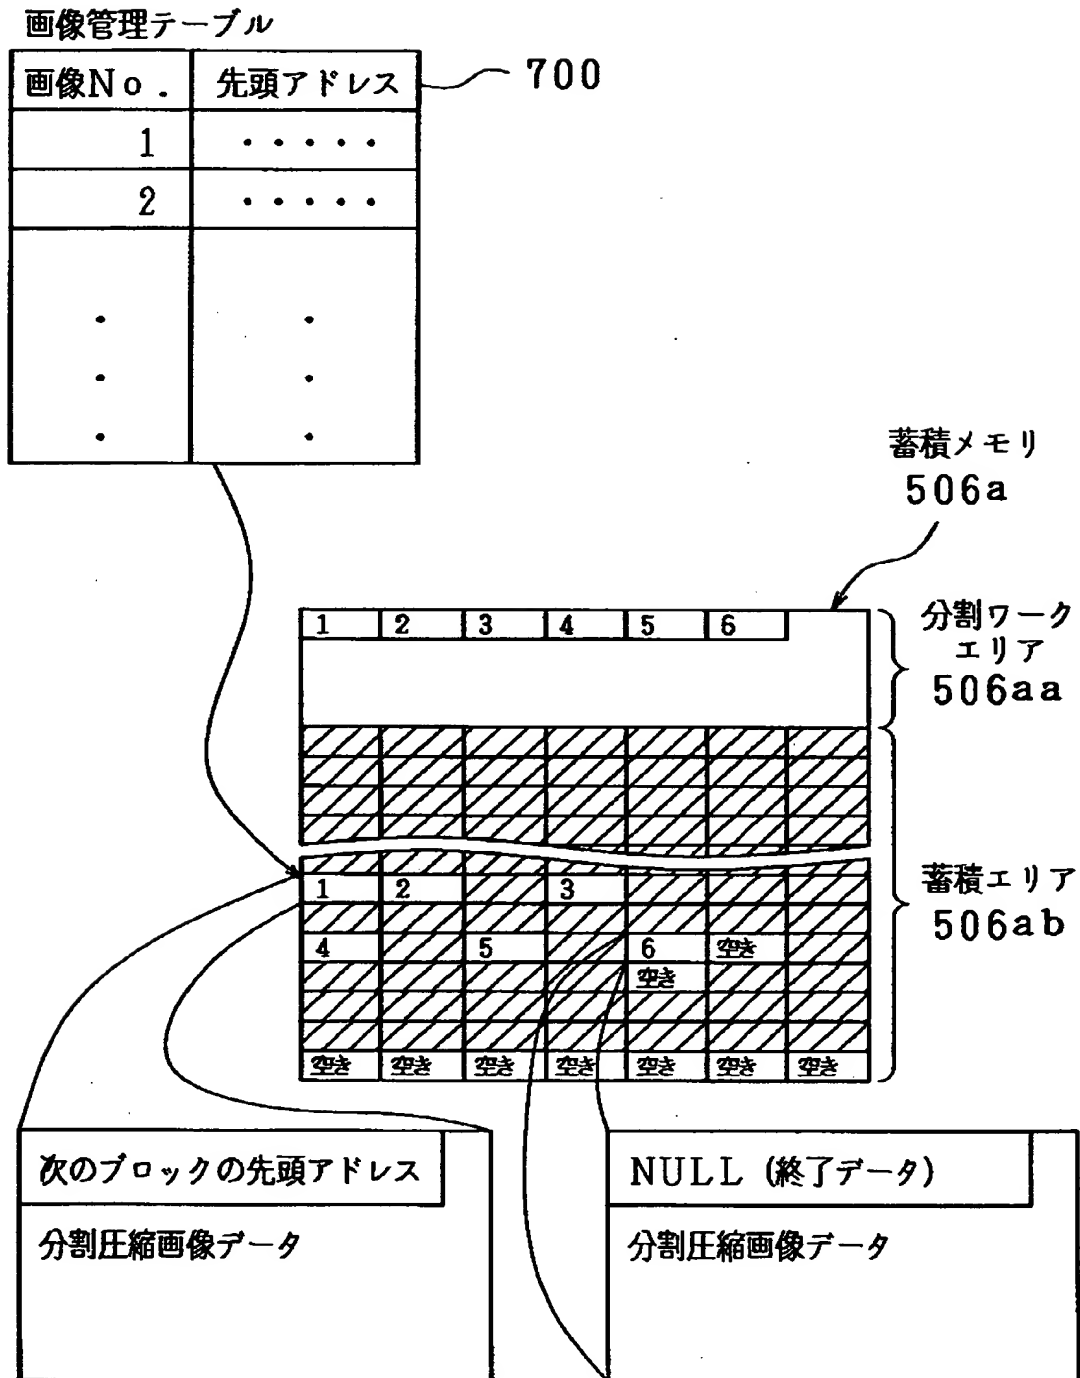 画像管理テーブル
画像No. 先頭アドレス 700
1 ・・・・・
2 ・・・・・
・ ・
・ ・
・ ・
蓄積メモリ
506a
1 2 3 4 5 6
分割ワーク
エリア
506aa
1 2 3
蓄積エリア
506ab
4 5 6 空き
空き
空き 空き 空き 空き 空き 空き 空き
次のブロックの先頭アドレス
分割圧縮画像データ
NULL (終了データ)
分割圧縮画像データ